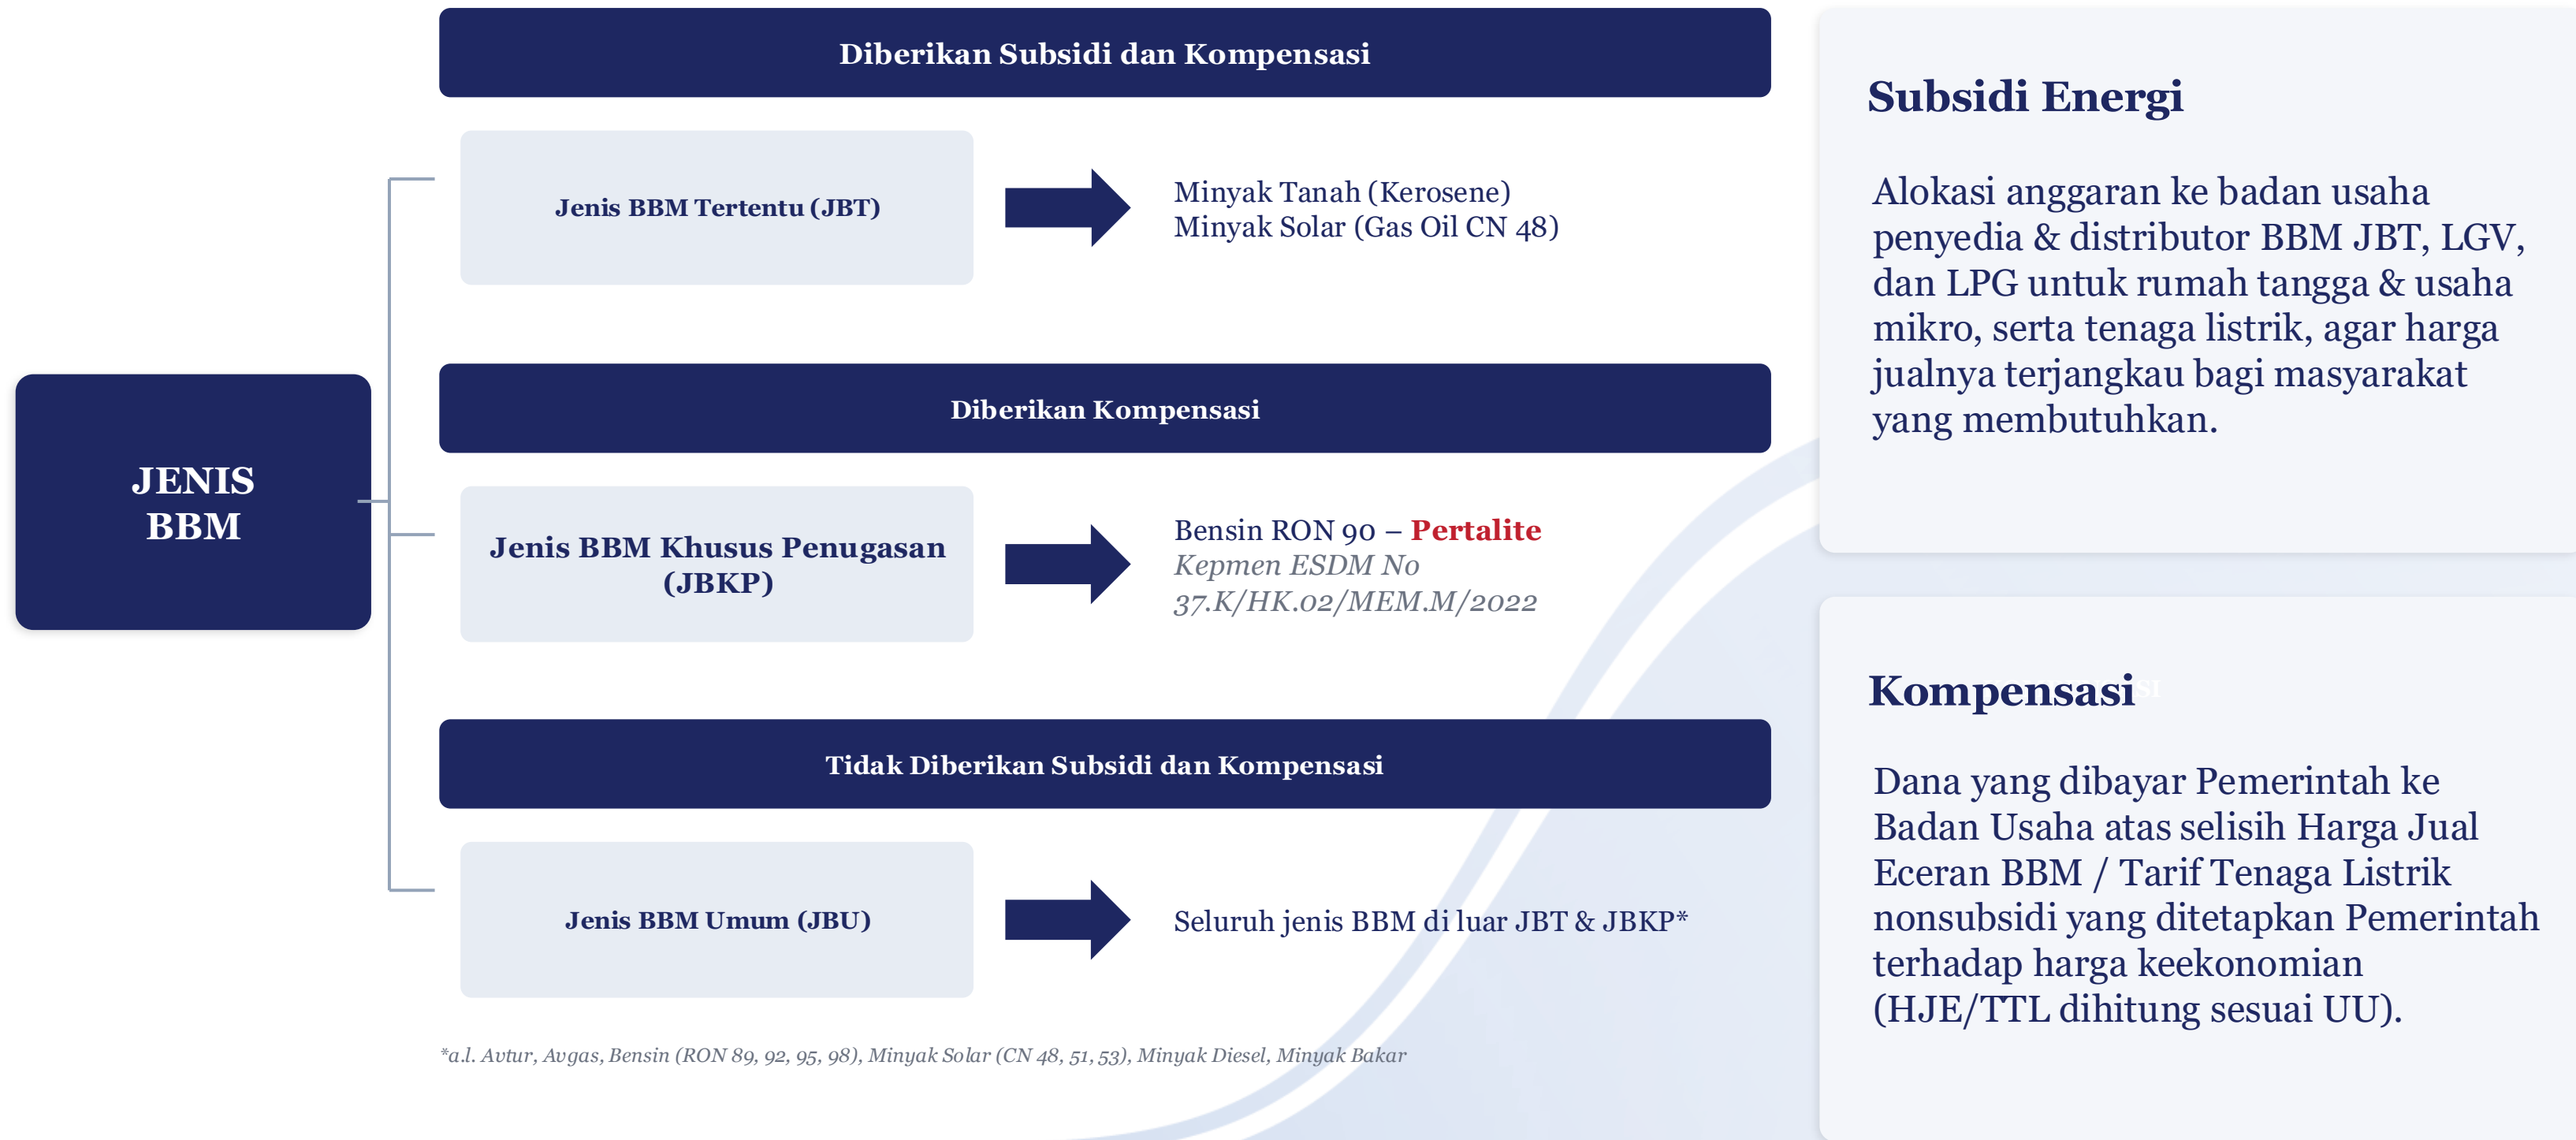 JENIS
BBM
Diberikan Subsidi dan Kompensasi
Jenis BBM Tertentu (JBT)
Minyak Tanah (Kerosene)
Minyak Solar (Gas Oil CN 48)
Diberikan Kompensasi
Jenis BBM Khusus Penugasan
(JBKP)
Bensin RON 90 – Pertalite
Kepmen ESDM No
37.K/HK.02/MEM.M/2022
Tidak Diberikan Subsidi dan Kompensasi
Jenis BBM Umum (JBU)
Seluruh jenis BBM di luar JBT & JBKP*
*a.l. Avtur, Avgas, Bensin (RON 89, 92, 95, 98), Minyak Solar (CN 48, 51, 53), Minyak Diesel, Minyak Bakar
Subsidi Energi
Alokasi anggaran ke badan usaha
penyedia & distributor BBM JBT, LGV,
dan LPG untuk rumah tangga & usaha
mikro, serta tenaga listrik, agar harga
jualnya terjangkau bagi masyarakat
yang membutuhkan.
Kompensasi
Dana yang dibayar Pemerintah ke
Badan Usaha atas selisih Harga Jual
Eceran BBM / Tarif Tenaga Listrik
nonsubsidi yang ditetapkan Pemerintah
terhadap harga keekonomian
(HJE/TTL dihitung sesuai UU).